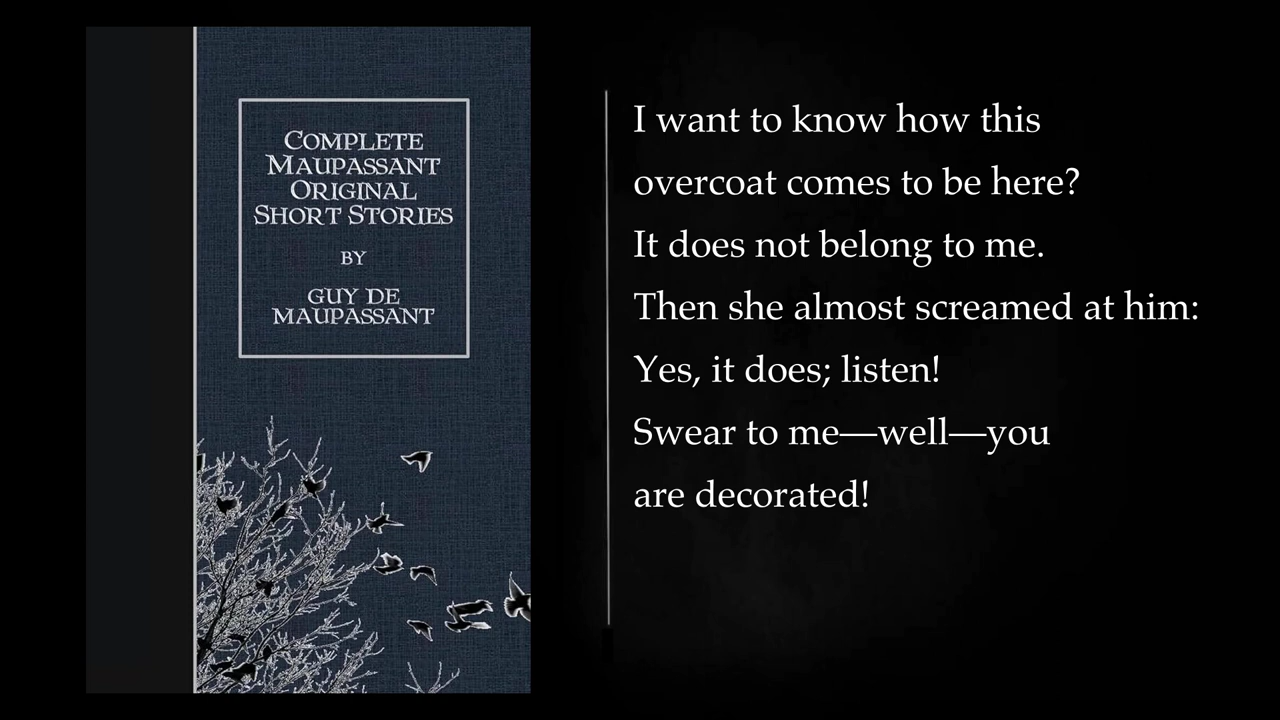 COMPLETE
MAUPASSANT
ORIGINAL
SHORT STORIES
BY
GUY DE
MAUPASSANT
I want to know how this
overcoat comes to be here?
It does not belong to me.
Then she almost screamed at him:
Yes, it does; listen!
Swear to me—well—you
are decorated!